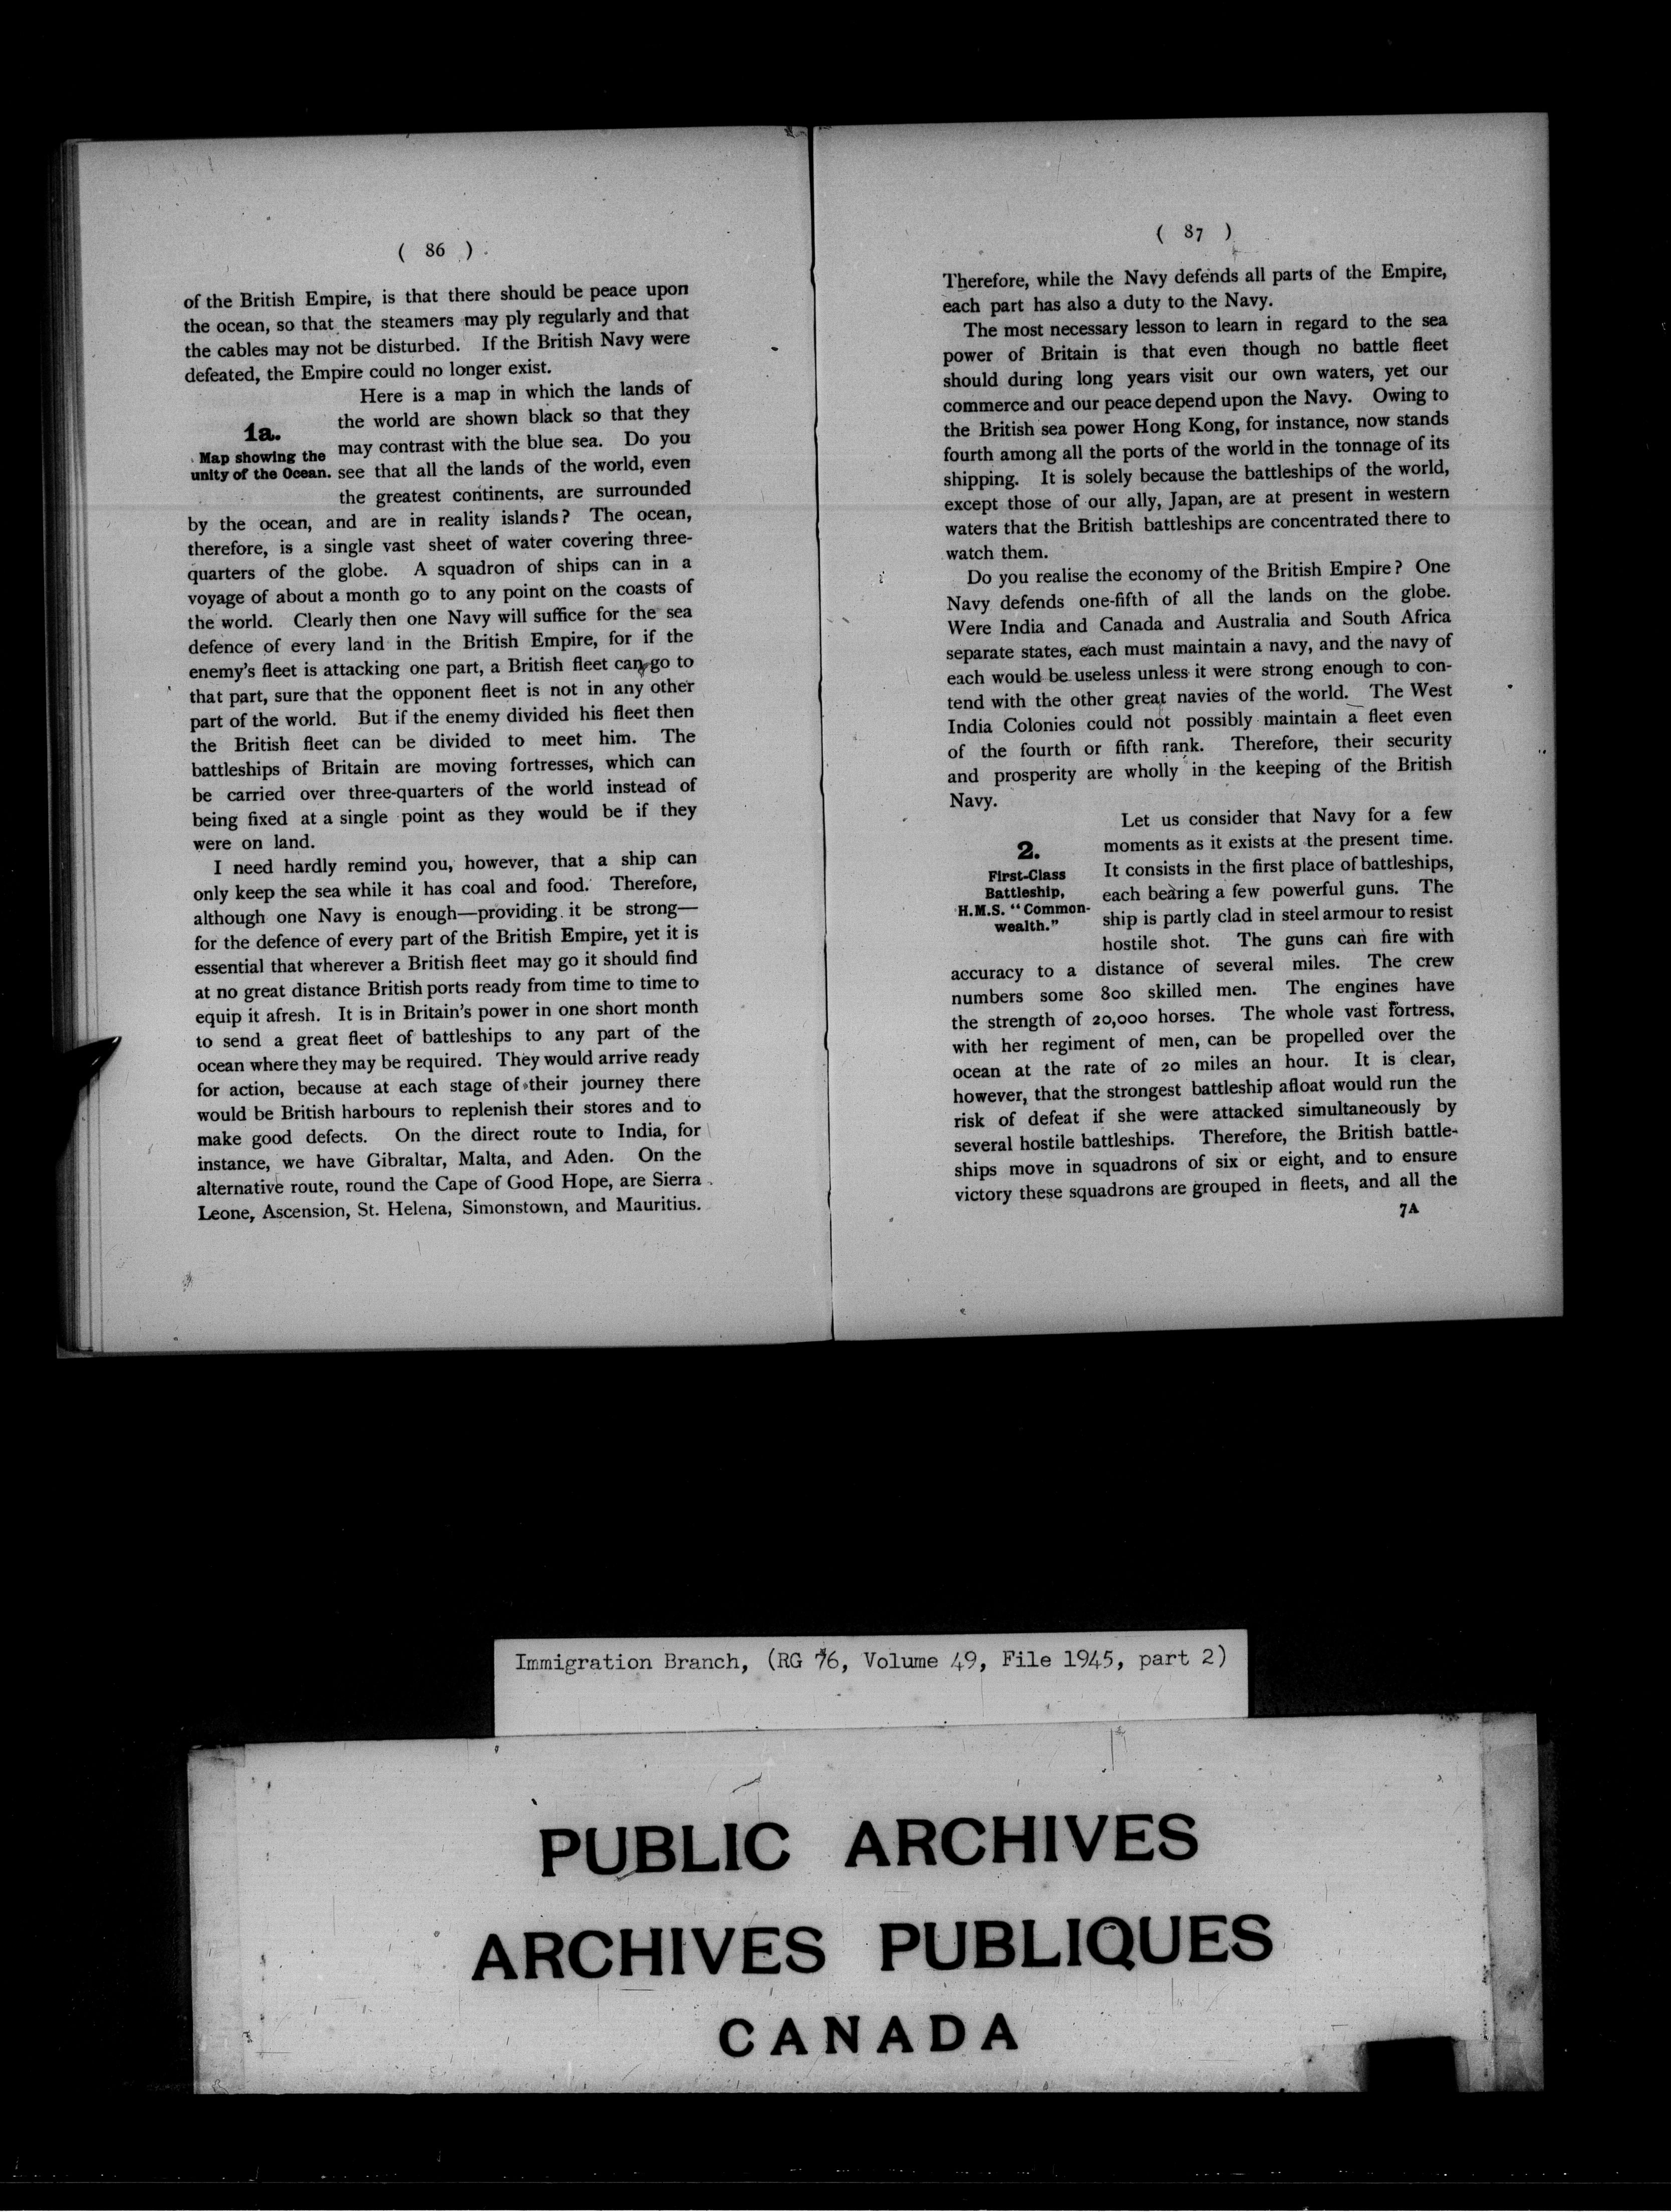 ( 86 )
of the British Empire, is that there should be peace upon
the ocean, so that the steamers may ply regularly and that
the cables may not be disturbed. If the British Navy were
defeated, the Empire could no longer exist.
Here is a map in which the lands of
the world are shown black so that they
1a.
may contrast with the blue sea. Do you
Map showing the
unity of the Ocean.
see that all the lands of the world, even
the greatest continents, are surrounded
by the ocean, and are in reality islands? The ocean,
therefore, is a single vast sheet of water covering three-
quarters of the globe. A squadron of ships can in a
voyage of about a month go to any point on the coasts of
the world. Clearly then one Navy will suffice for the sea
defence of every land in the British Empire, for if the
enemy's fleet is attacking one part, a British fleet can go to
that part, sure that the opponent fleet is not in any other
part of the world. But if the enemy divided his fleet then
the British fleet can be divided to meet him. The
battleships of Britain are moving fortresses, which can
be carried over three-quarters of the world instead of
being fixed at a single point as they would be if they
were on land.
I need hardly remind you, however, that a ship can
only keep the sea while it has coal and food. Therefore,
although one Navy is enough—providing it be strong—
for the defence of every part of the British Empire, yet it is
essential that wherever a British fleet may go it should find
at no great distance British ports ready from time to time to
equip it afresh. It is in Britain's power in one short month
to send a great fleet of battleships to any part of the
ocean where they may be required. They would arrive ready
for action, because at each stage of their journey there
would be British harbours to replenish their stores and to
make good defects. On the direct route to India, for
instance, we have Gibraltar, Malta, and Aden. On the
alternative route, round the Cape of Good Hope, are Sierra
Leone, Ascension, St. Helena, Simonstown, and Mauritius.
( 87 )
Therefore, while the Navy defends all parts of the Empire,
each part has also a duty to the Navy.
The most necessary lesson to learn in regard to the sea
power of Britain is that even though no battle fleet
should during long years visit our own waters, yet our
commerce and our peace depend upon the Navy. Owing to
the British sea power Hong Kong, for instance, now stands
fourth among all the ports of the world in the tonnage of its
shipping. It is solely because the battleships of the world,
except those of our ally, Japan, are at present in western
waters that the British battleships are concentrated there to
watch them.
Do you realise the economy of the British Empire? One
Navy defends one-fifth of all the lands on the globe.
Were India and Canada and Australia and South Africa
separate states, each must maintain a navy, and the navy of
each would be useless unless it were strong enough to con-
tend with the other great navies of the world. The West
India Colonies could not possibly maintain a fleet even
of the fourth or fifth rank. Therefore, their security
and prosperity are wholly in the keeping of the British
Navy.
Let us consider that Navy for a few
2.
First-Class
Battleship,
H.M.S. "Common-
wealth."
moments as it exists at the present time.
It consists in the first place of battleships,
each bearing a few powerful guns. The
ship is partly clad in steel armour to resist
hostile shot. The guns can fire with
accuracy to a distance of several miles. The crew
numbers some 800 skilled men. The engines have
the strength of 20,000 horses. The whole vast fortress,
with her regiment of men, can be propelled over the
ocean at the rate of 20 miles an hour. It is clear,
however, that the strongest battleship afloat would run the
risk of defeat if she were attacked simultaneously by
several hostile battleships. Therefore, the British battle-
ships move in squadrons of six or eight, and to ensure
victory these squadrons are grouped in fleets, and all the
7A
Immigration Branch, (RG 76, Volume 49, File 1945, part 2)
PUBLIC ARCHIVES
ARCHIVES PUBLIQUES
CANADA